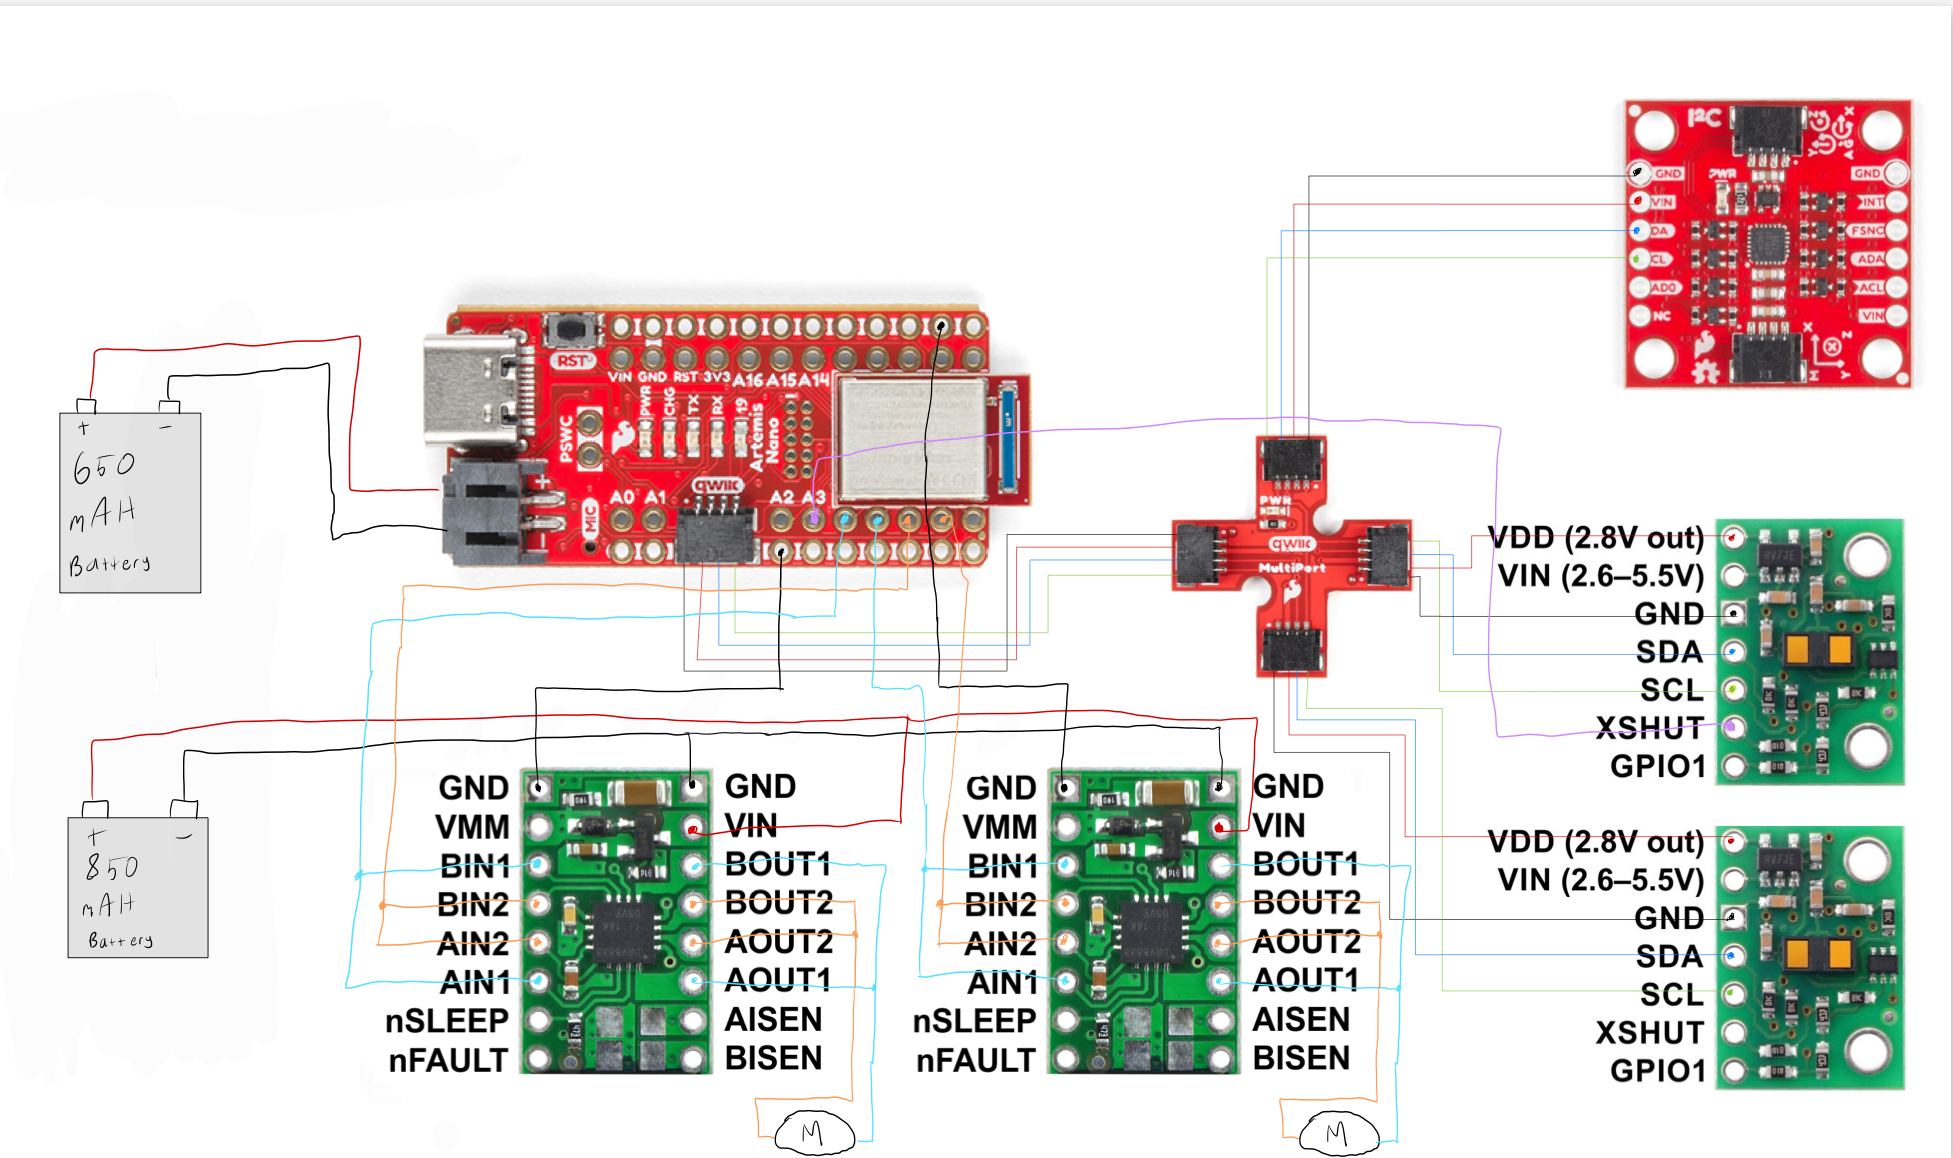 I²C
GND
VIN
DA
CL
AD0
NC
PWR
GND
INT
FSNC
ADA
ACL
VIN
X
Z
Y
RST
VIN GND RST 3V3 A16 A15 A14
PWR
CHG
TX
RX
19
Artemis
Nano
PSWC
A0 A1
qwiic
A2 A3
MIC
+
-
+ -
650
mAH
Battery
PWR
qwiic
MultiPort
VDD (2.8V out)
VIN (2.6–5.5V)
GND
SDA
SCL
XSHUT
GPIO1
+ -
850
mAH
Battery
GND
VMM
BIN1
BIN2
AIN2
AIN1
nSLEEP
nFAULT
GND
VIN
BOUT1
BOUT2
AOUT2
AOUT1
AISEN
BISEN
M
GND
VMM
BIN1
BIN2
AIN2
AIN1
nSLEEP
nFAULT
GND
VIN
BOUT1
BOUT2
AOUT2
AOUT1
AISEN
BISEN
M
VDD (2.8V out)
VIN (2.6–5.5V)
GND
SDA
SCL
XSHUT
GPIO1